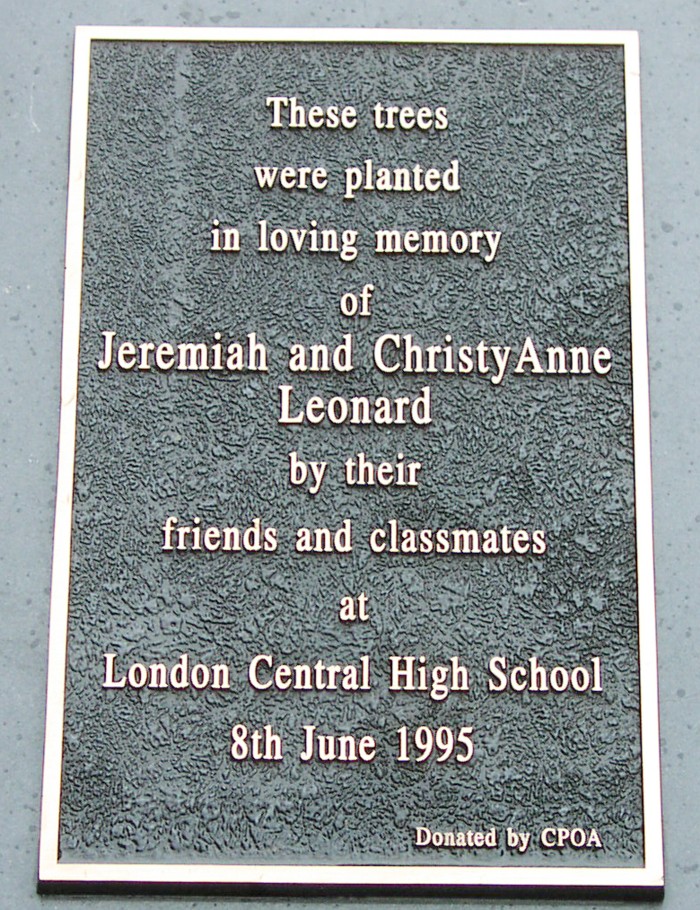 These trees
were planted
in loving memory
of
Jeremiah and ChristyAnne
Leonard
by their
friends and classmates
at
London Central High School
8th June 1995
Donated by CPOA